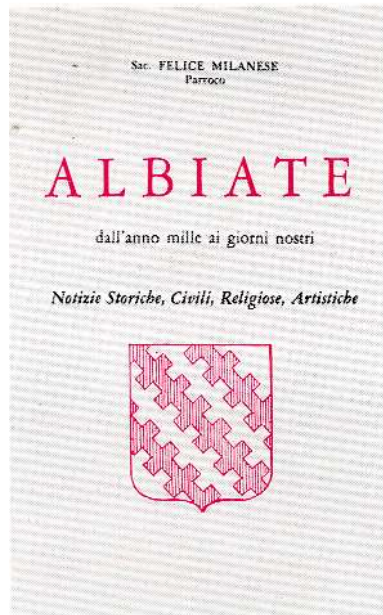 Sac. FELICE MILANESE
Parroco
ALBIATE
dall'anno mille ai giorni nostri
Notizie Storiche, Civili, Religiose, Artistiche